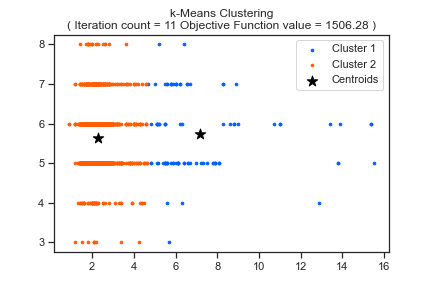 k-Means Clustering
( Iteration count = 11 Objective Function value = 1506.28 )
8
7
6
5
4
3
Cluster 1
Cluster 2
Centroids
2 4 6 8 10 12 14 16